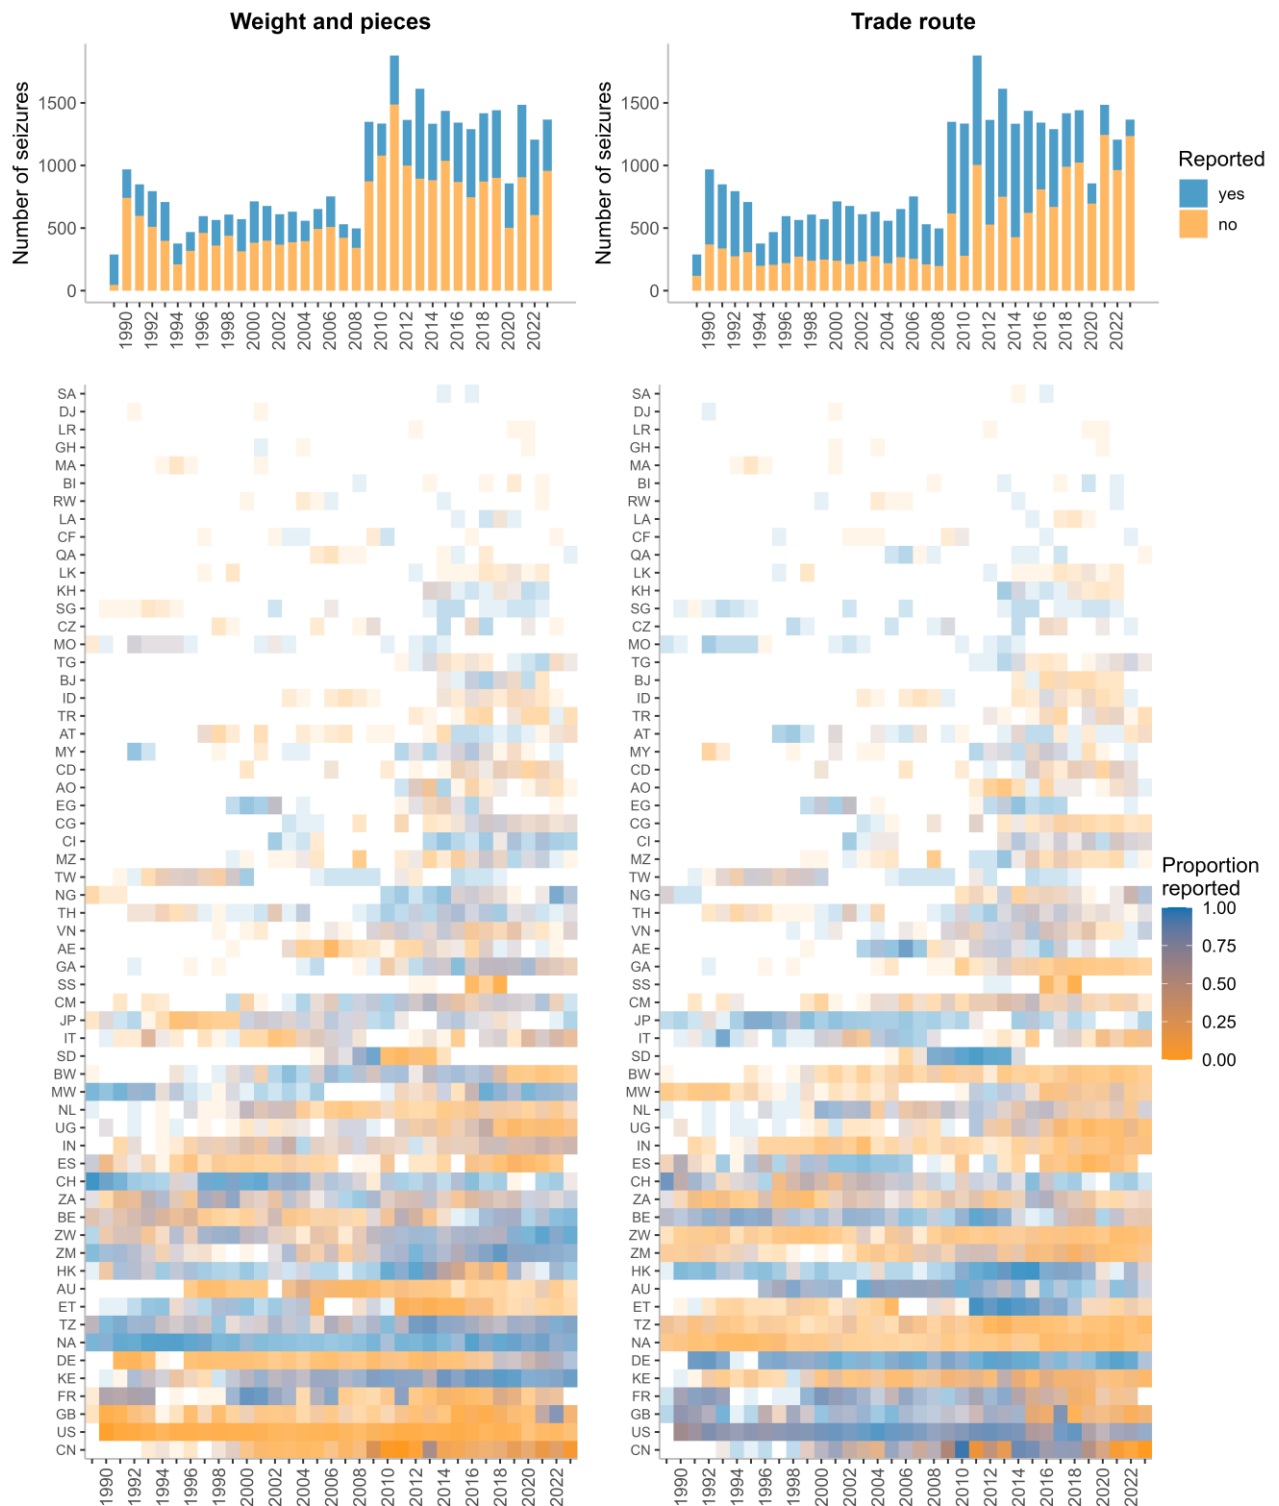 Weight and pieces
Trade route
Number of seizures
1500
1000
500
0
1990
1992
1994
1996
1998
2000
2002
2004
2006
2008
2010
2012
2014
2016
2018
2020
2022
Number of seizures
1500
1000
500
0
1990
1992
1994
1996
1998
2000
2002
2004
2006
2008
2010
2012
2014
2016
2018
2020
2022
Reported
yes
no
SA
DJ
LR
GH
MA
BI
RW
LA
CF
QA
LK
KH
SG
CZ
MO
TG
BJ
ID
TR
AT
MY
CD
AO
EG
CG
CI
MZ
TW
NG
TH
VN
AE
GA
SS
CM
JP
IT
SD
BW
MW
NL
UG
IN
ES
CH
ZA
BE
ZW
ZM
HK
AU
ET
TZ
NA
DE
KE
FR
GB
US
CN
1990
1992
1994
1996
1998
2000
2002
2004
2006
2008
2010
2012
2014
2016
2018
2020
2022
SA
DJ
LR
GH
MA
BI
RW
LA
CF
QA
LK
KH
SG
CZ
MO
TG
BJ
ID
TR
AT
MY
CD
AO
EG
CG
CI
MZ
TW
NG
TH
VN
AE
GA
SS
CM
JP
IT
SD
BW
MW
NL
UG
IN
ES
CH
ZA
BE
ZW
ZM
HK
AU
ET
TZ
NA
DE
KE
FR
GB
US
CN
1990
1992
1994
1996
1998
2000
2002
2004
2006
2008
2010
2012
2014
2016
2018
2020
2022
Proportion
reported
1.00
0.75
0.50
0.25
0.00